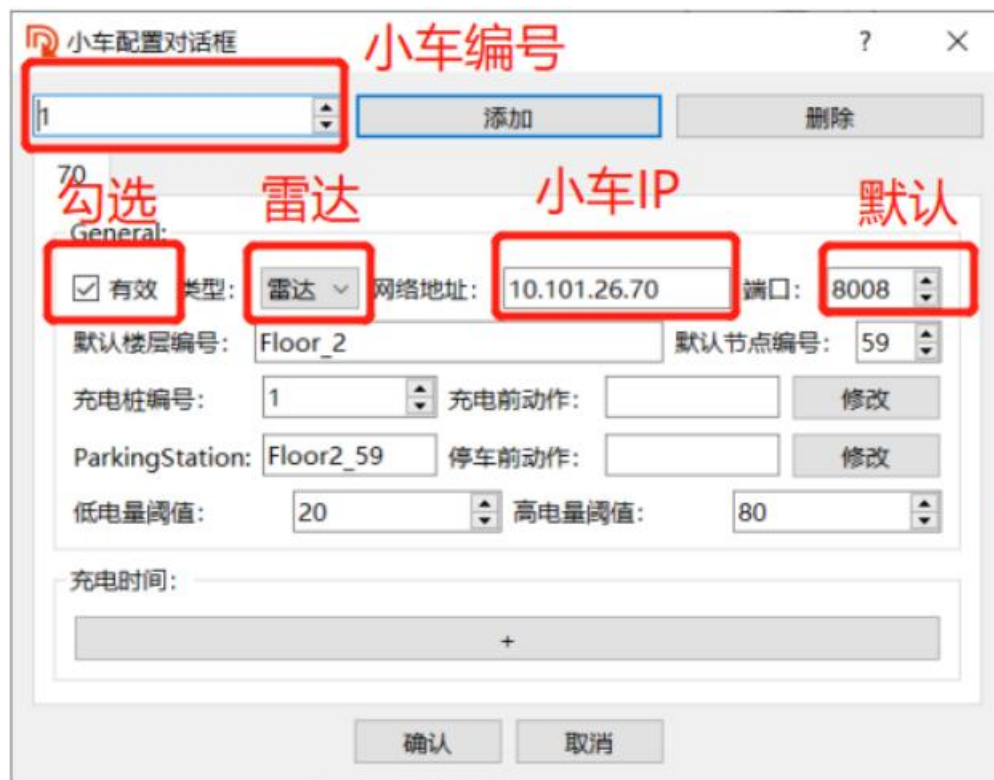 小车配置对话框 小车编号 ?
1 添加 删除
70
勾选 雷达 小车IP 默认
General:
有效 类型: 雷达 网络地址: 10.101.26.70 端口: 8008
默认楼层编号: Floor_2 默认节点编号: 59
充电桩编号: 1 充电前动作: 修改
ParkingStation: Floor2_59 停车前动作: 修改
低电量阈值: 20 高电量阈值: 80
充电时间:
+
确认 取消